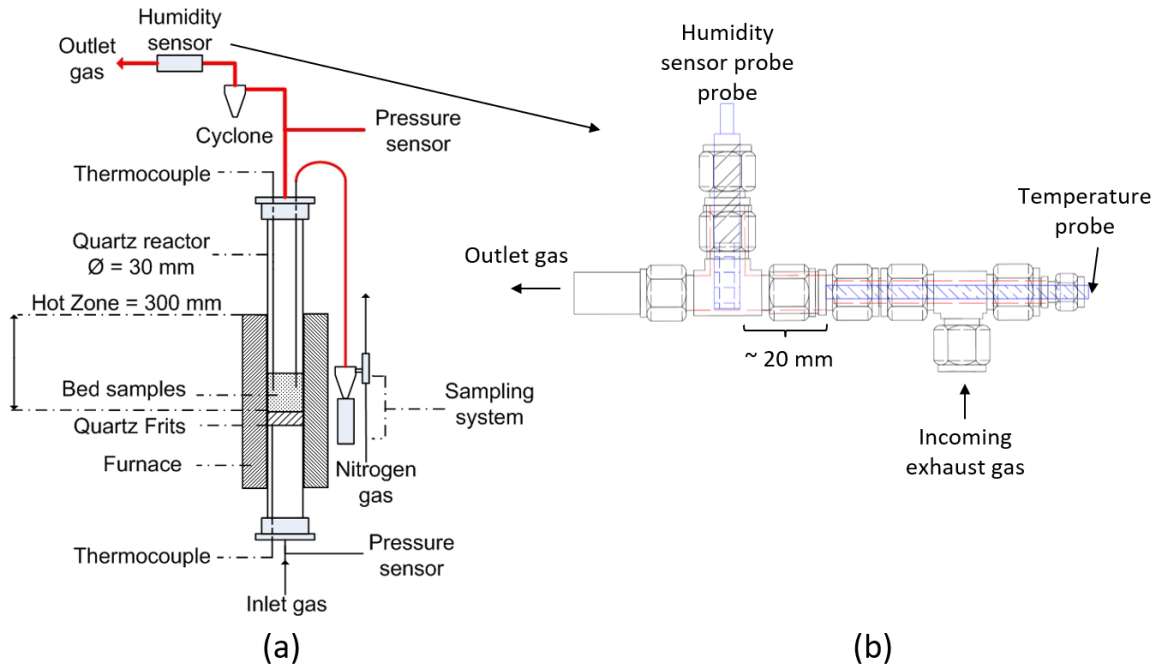 Humidity
sensor
Outlet
gas
Cyclone
Pressure
sensor
Thermocouple
Quartz reactor
Ø = 30 mm
Hot Zone = 300 mm
Bed samples
Quartz Frits
Furnace
Sampling
system
Nitrogen
gas
Thermocouple
Pressure
sensor
Inlet gas
(a)
Humidity
sensor probe
probe
Temperature
probe
Outlet gas
~ 20 mm
Incoming
exhaust gas
(b)